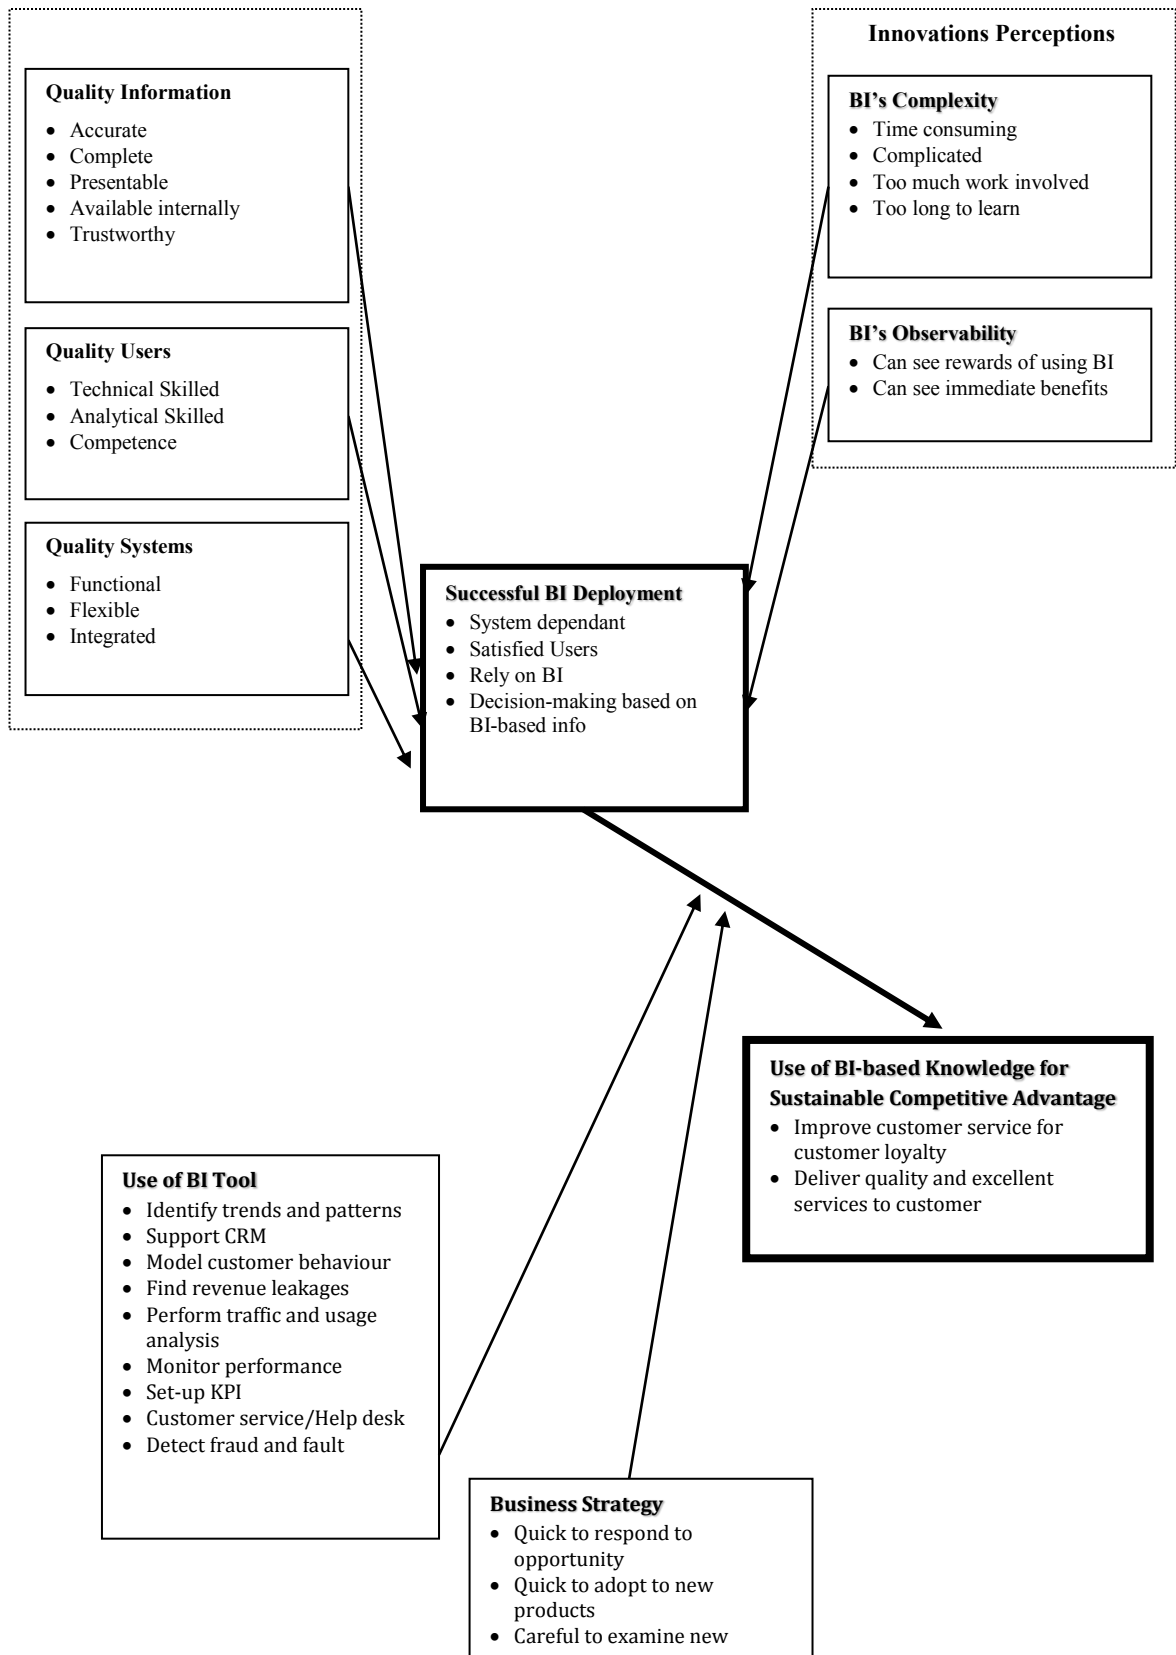 Quality Information
• Accurate
• Complete
• Presentable
• Available internally
• Trustworthy
Quality Users
• Technical Skilled
• Analytical Skilled
• Competence
Quality Systems
• Functional
• Flexible
• Integrated
Innovations Perceptions
BI's Complexity
• Time consuming
• Complicated
• Too much work involved
• Too long to learn
BI's Observability
• Can see rewards of using BI
• Can see immediate benefits
Successful BI Deployment
• System dependant
• Satisfied Users
• Rely on BI
• Decision-making based on
BI-based info
Use of BI-based Knowledge for
Sustainable Competitive Advantage
• Improve customer service for
customer loyalty
• Deliver quality and excellent
services to customer
Use of BI Tool
• Identify trends and patterns
• Support CRM
• Model customer behaviour
• Find revenue leakages
• Perform traffic and usage
analysis
• Monitor performance
• Set-up KPI
• Customer service/Help desk
• Detect fraud and fault
Business Strategy
• Quick to respond to
opportunity
• Quick to adopt to new
products
• Careful to examine new